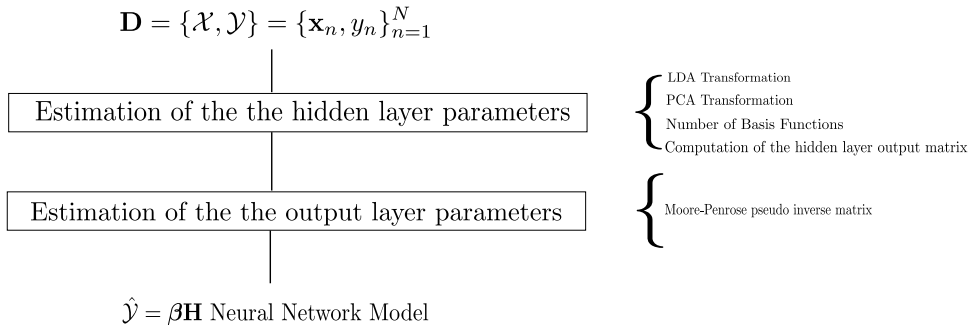 𝐃 = {𝒳, 𝒴} = {𝐱ₙ, yₙ}ᴺₙ₌₁
LDA Transformation
PCA Transformation
Estimation of the the hidden layer parameters
Number of Basis Functions
Computation of the hidden layer output matrix
Estimation of the the output layer parameters
Moore-Penrose pseudo inverse matrix
𝒴̂ = 𝜷𝐇 Neural Network Model